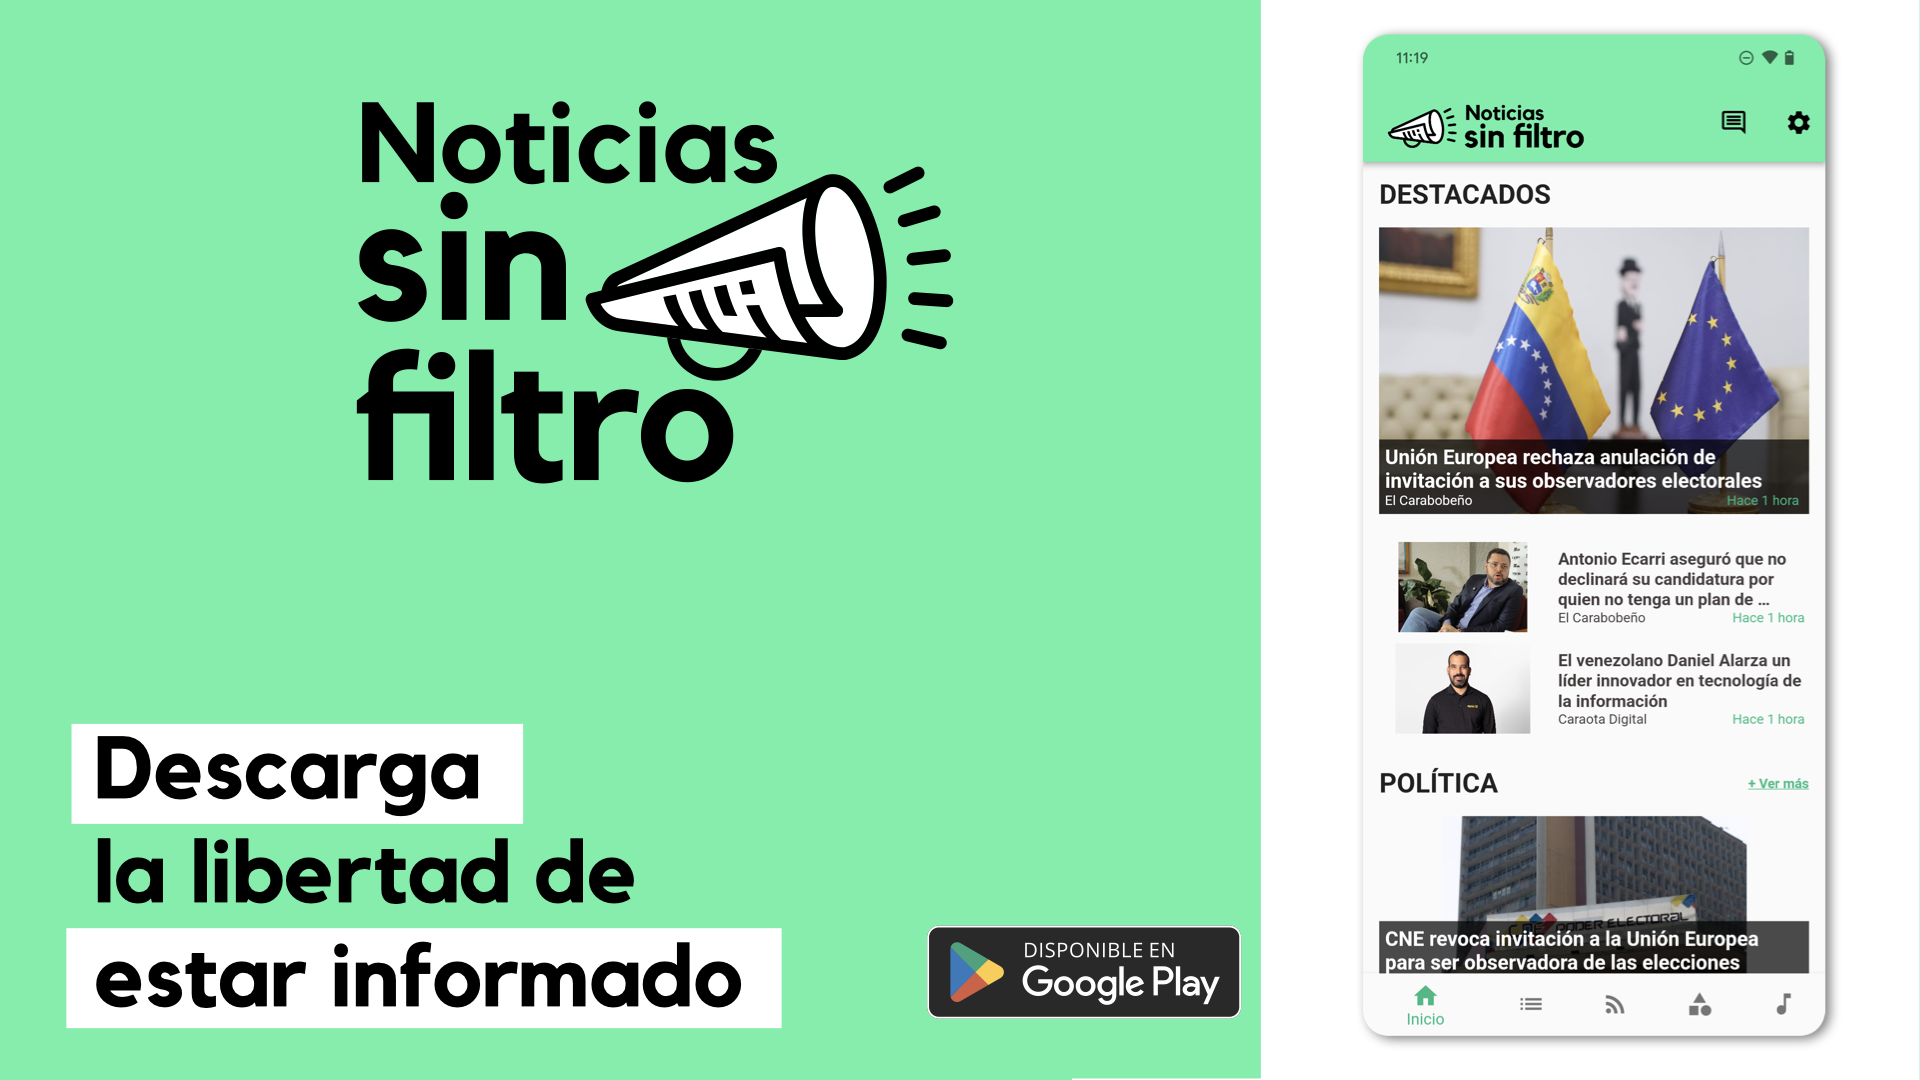 Noticias
sin
filtro
Descarga
la libertad de
estar informado
DISPONIBLE EN
Google Play
11:19
Noticias
sin filtro
DESTACADOS
Unión Europea rechaza anulación de
invitación a sus observadores electorales
El Carabobeño
Hace 1 hora
Antonio Ecarri aseguró que no
declinará su candidatura por
quien no tenga un plan de ...
El Carabobeño
Hace 1 hora
El venezolano Daniel Alarza un
líder innovador en tecnología de
la información
Caraota Digital
Hace 1 hora
POLÍTICA
+ Ver más
CNE PODER ELECTORAL
CNE revoca invitación a la Unión Europea
para ser observadora de las elecciones
Inicio